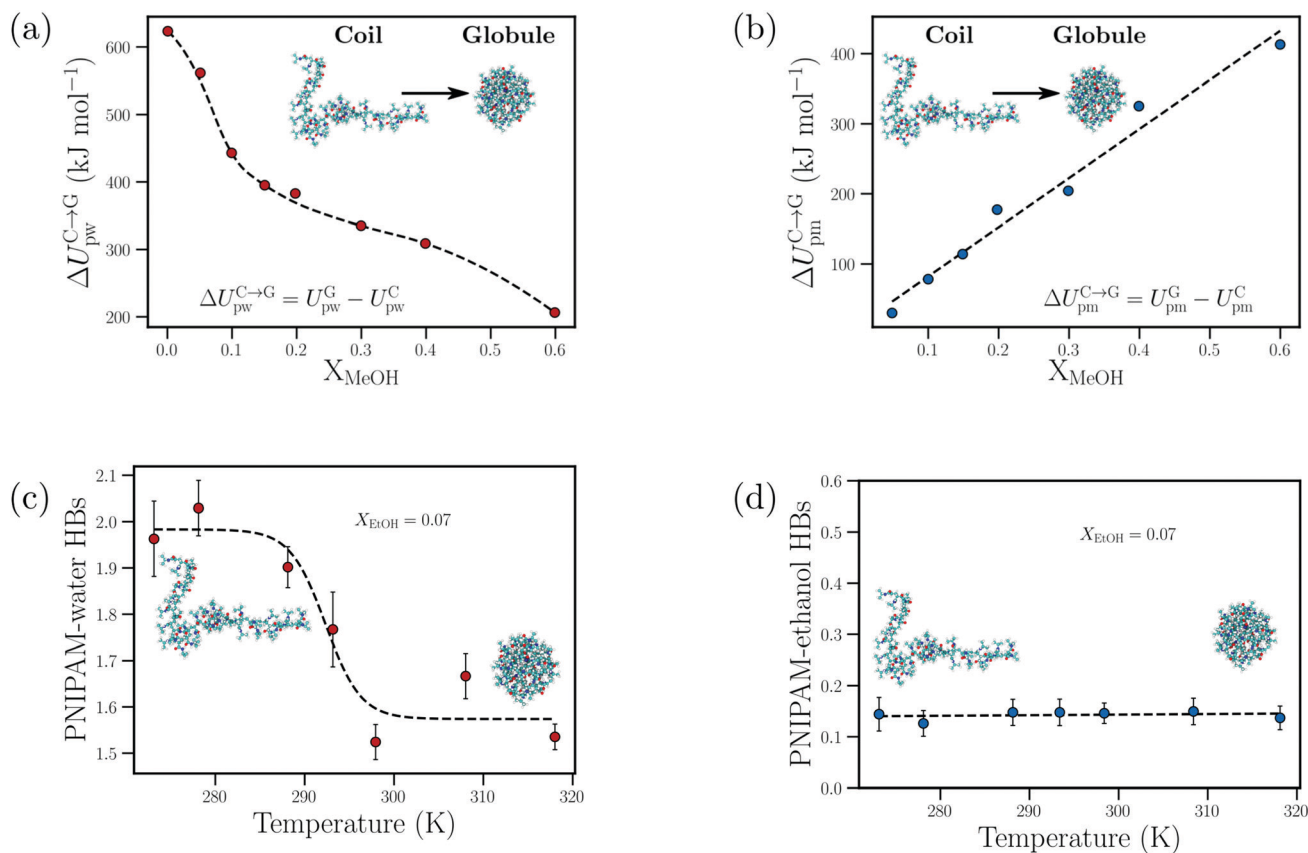 (a)
Coil Globule
ΔU_pw^{C→G} (kJ mol⁻¹)
600
500
400
300
200
ΔU_pw^{C→G} = U_pw^G − U_pw^C
0.0 0.1 0.2 0.3 0.4 0.5 0.6
X_MeOH
(b)
Coil Globule
ΔU_pm^{C→G} (kJ mol⁻¹)
400
300
200
100
ΔU_pm^{C→G} = U_pm^G − U_pm^C
0.1 0.2 0.3 0.4 0.5 0.6
X_MeOH
(c)
PNIPAM-water HBs
2.1
2.0
1.9
1.8
1.7
1.6
1.5
X_EtOH = 0.07
280 290 300 310 320
Temperature (K)
(d)
PNIPAM-ethanol HBs
0.6
0.5
0.4
0.3
0.2
0.1
0.0
X_EtOH = 0.07
280 290 300 310 320
Temperature (K)